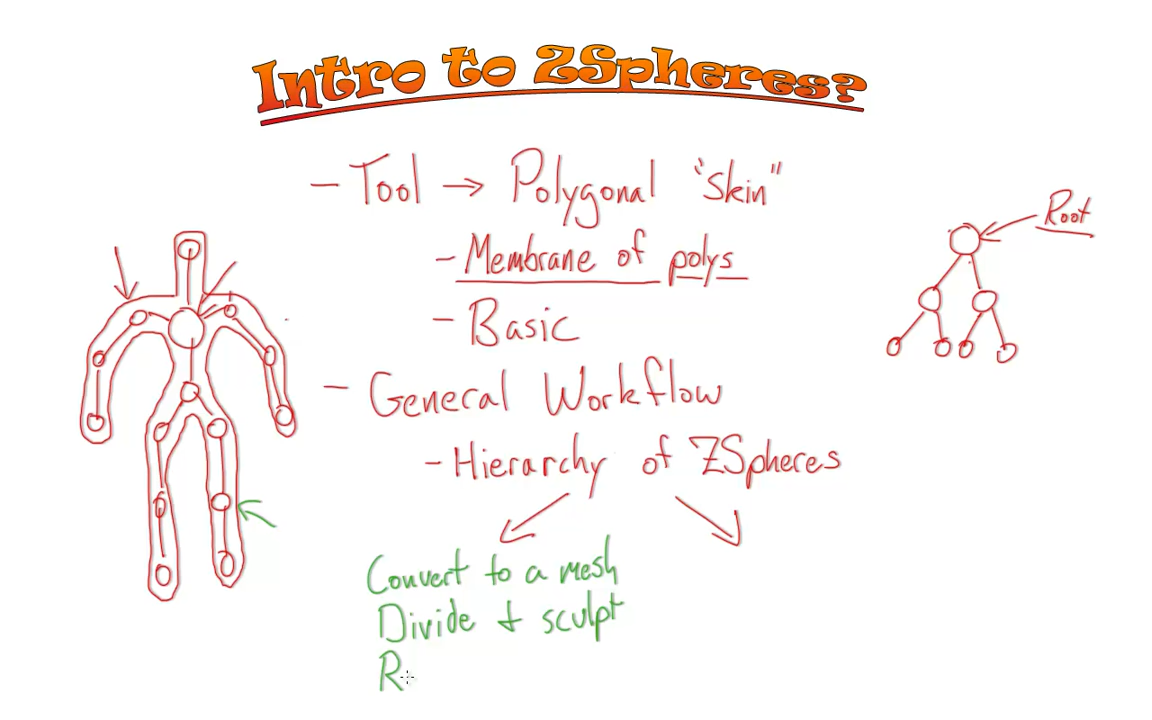 Intro to ZSpheres?
- Tool → Polygonal "Skin"
- Membrane of polys
- Basic
- General Workflow
- Hierarchy of ZSpheres
Convert to a mesh
Divide + sculpt
R
Root